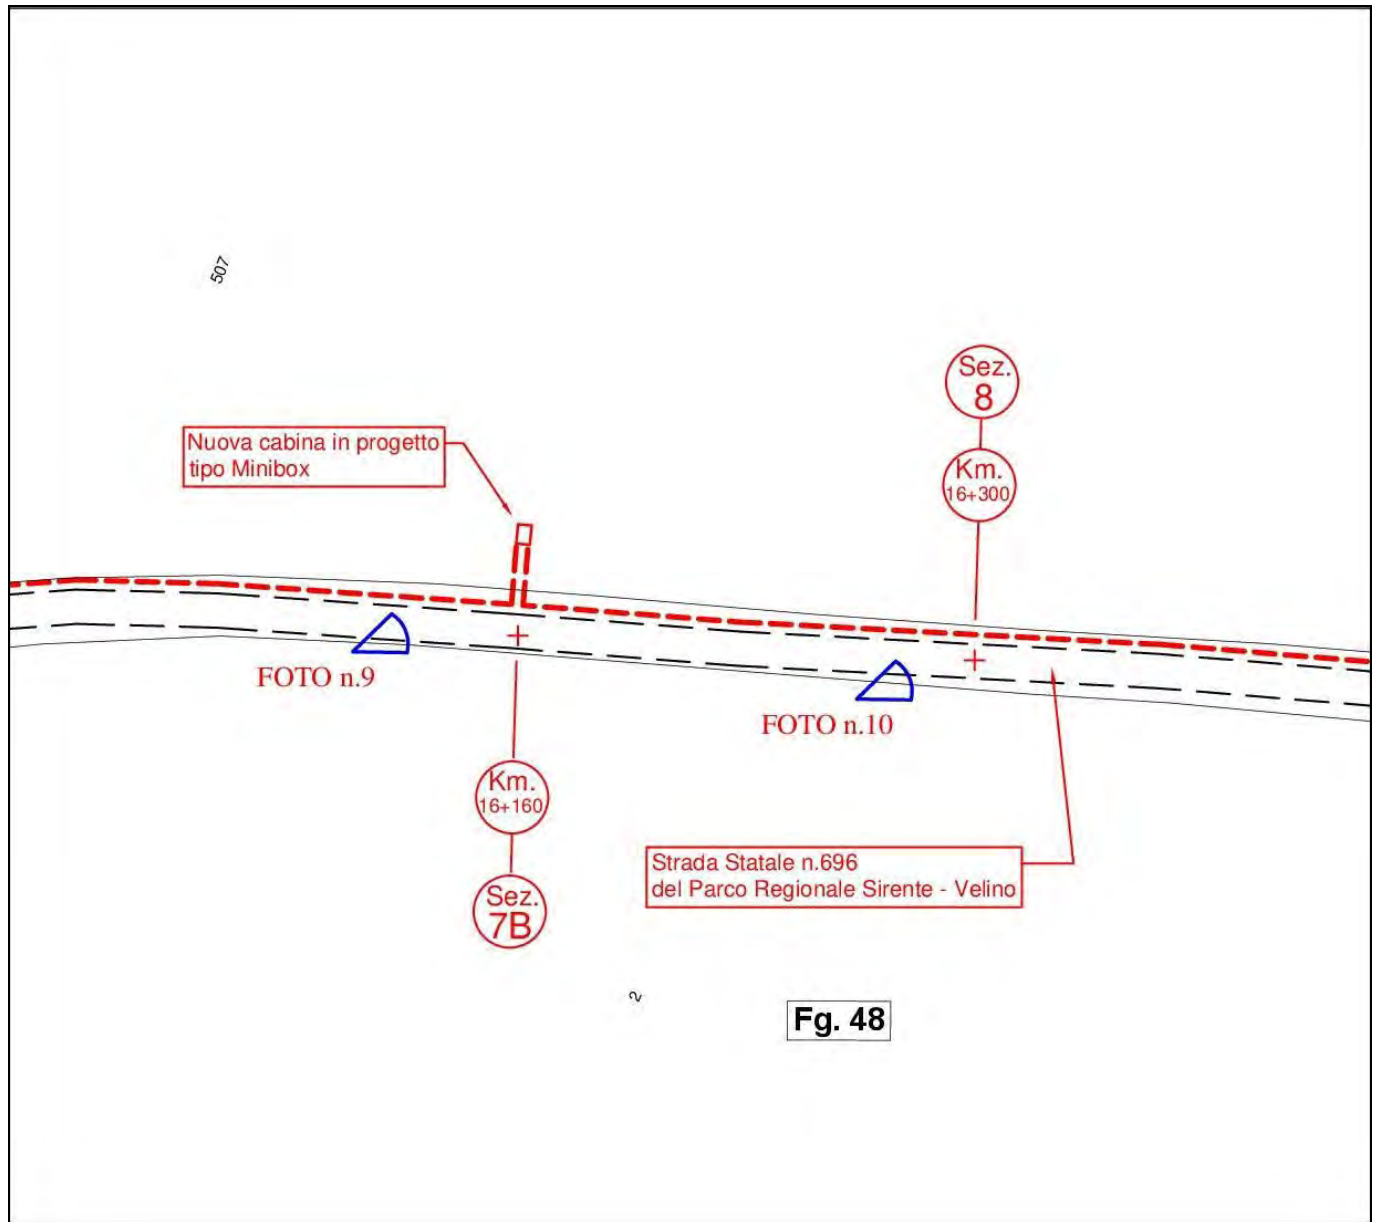 507
Sez.
8
Km.
16+300
Nuova cabina in progetto
tipo Minibox
FOTO n.9
FOTO n.10
Km.
16+160
Sez.
7B
Strada Statale n.696
del Parco Regionale Sirente - Velino
2
Fg. 48